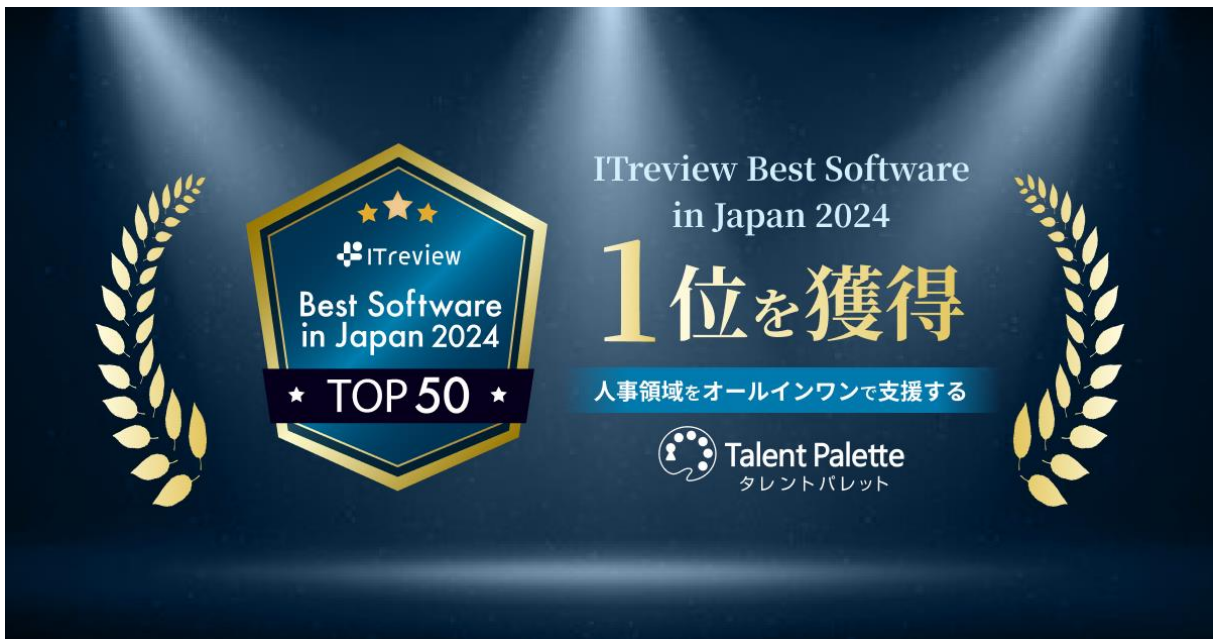 ITreview
Best Software
in Japan 2024
TOP 50
ITreview Best Software
in Japan 2024
1位を獲得
人事領域をオールインワンで支援する
Talent Palette
タレントパレット